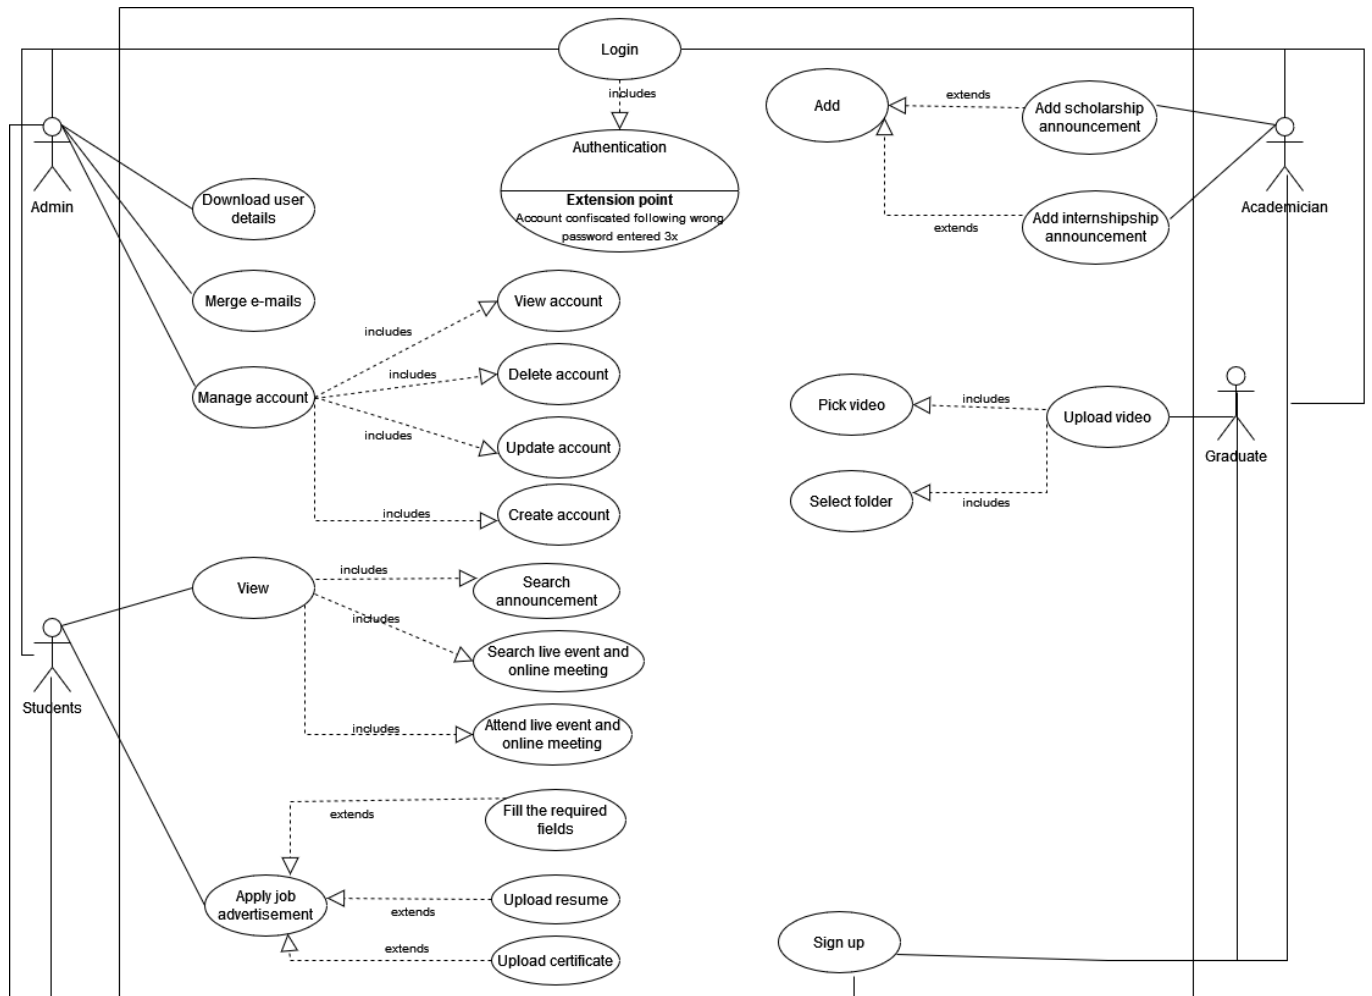 Login
includes
Authentication
Extension point
Account confiscated following wrong
password entered 3x
Add
extends
Add scholarship
announcement
extends
Add internshipship
announcement
Academician
Admin
Download user
details
Merge e-mails
Manage account
includes
View account
includes
Delete account
includes
Update account
includes
Create account
Pick video
includes
Upload video
Select folder
includes
Graduate
Students
View
includes
Search
announcement
includes
Search live event and
online meeting
includes
Attend live event and
online meeting
extends
Fill the required
fields
Apply job
advertisement
extends
Upload resume
extends
Upload certificate
Sign up